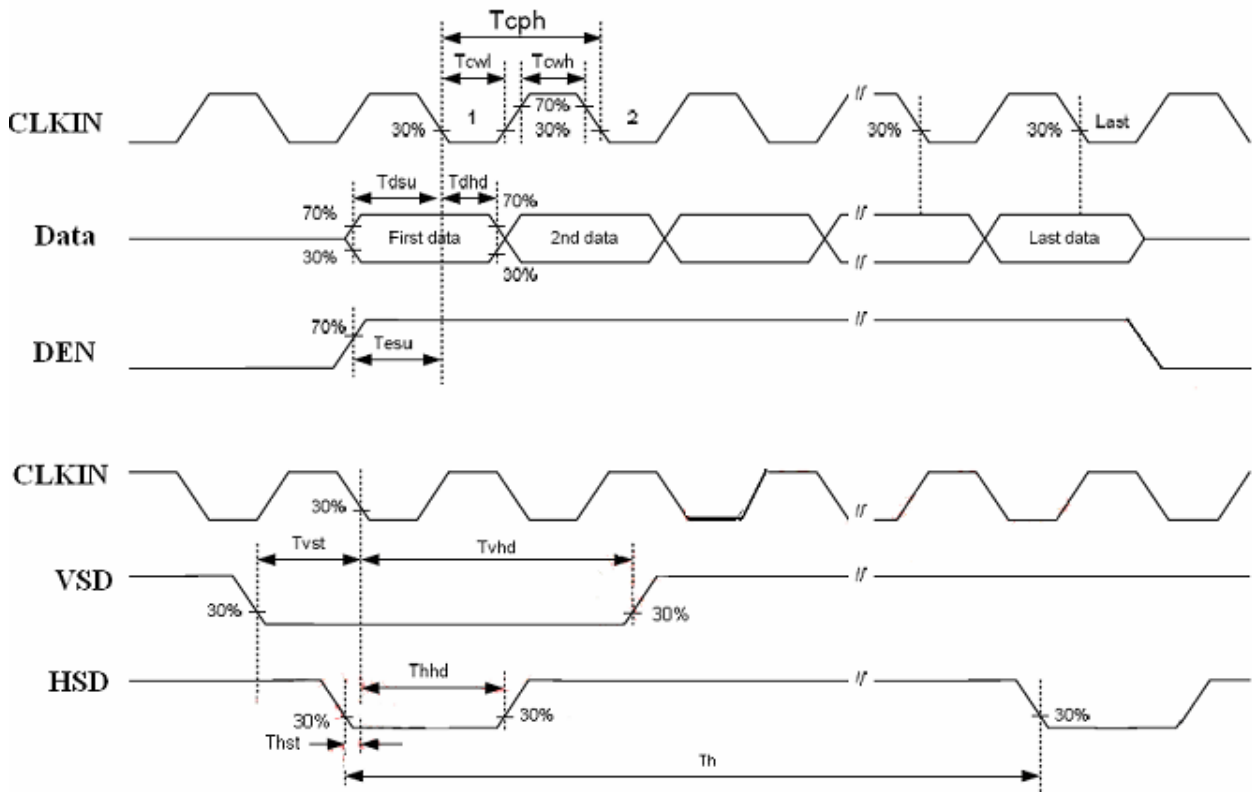 Tcph
Tcwl Tcwh
CLKIN 30% 1 70% 30% 2 30% 30% Last
Tdsu Tdhd
70% 70%
Data First data 2nd data Last data
30% 30%
70%
DEN Tesu
CLKIN
30%
Tvst Tvhd
VSD
30% 30%
HSD Thhd
30% 30% 30%
Thst
Th